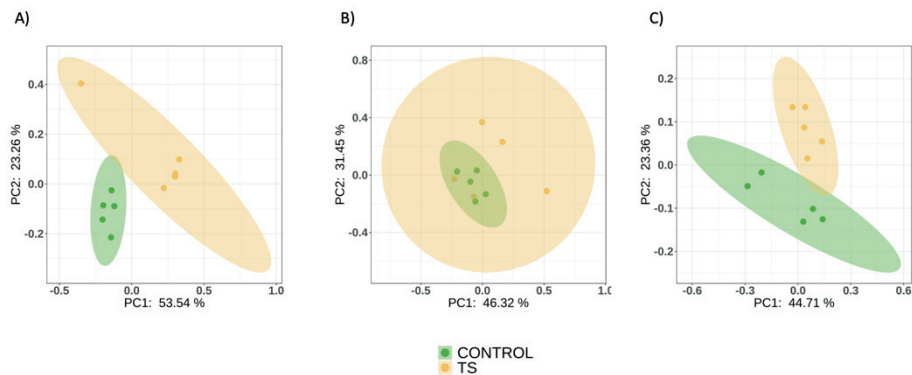 A)
B)
C)
0.4
0.2
0.0
-0.2
PC2: 23.26 %
-0.5
0.0
0.5
1.0
PC1: 53.54 %
0.8
0.4
0.0
-0.4
PC2: 31.45 %
-0.5
0.0
0.5
1.0
PC1: 46.32 %
0.2
0.1
0.0
-0.1
-0.2
PC2: 23.36 %
-0.6
-0.3
0.0
0.3
0.6
PC1: 44.71 %
CONTROL
TS